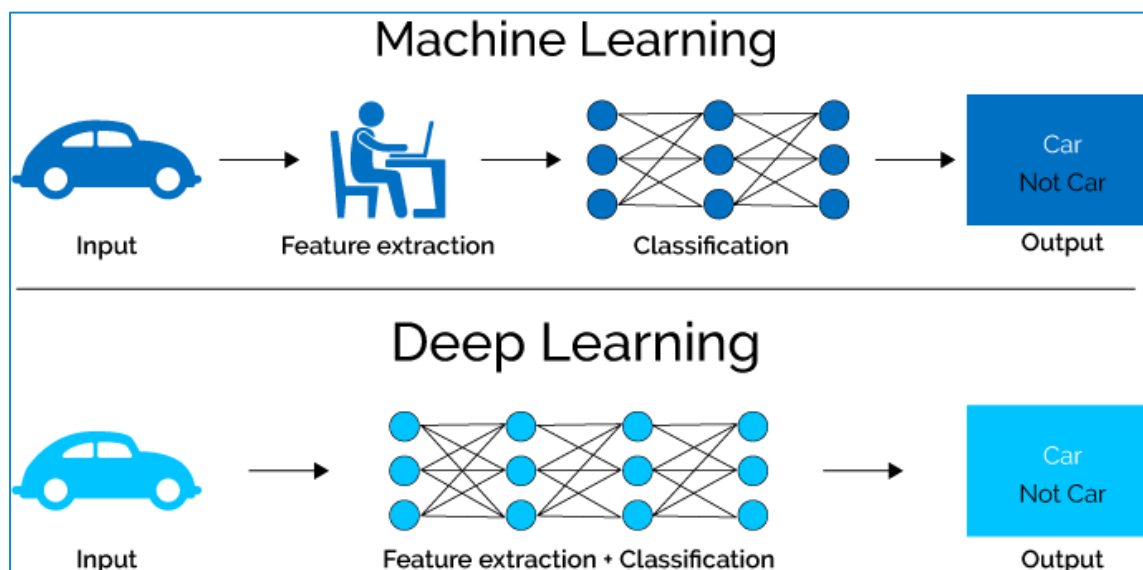 Machine Learning
Car
Not Car
Input
Feature extraction
Classification
Output
Deep Learning
Car
Not Car
Input
Feature extraction + Classification
Output